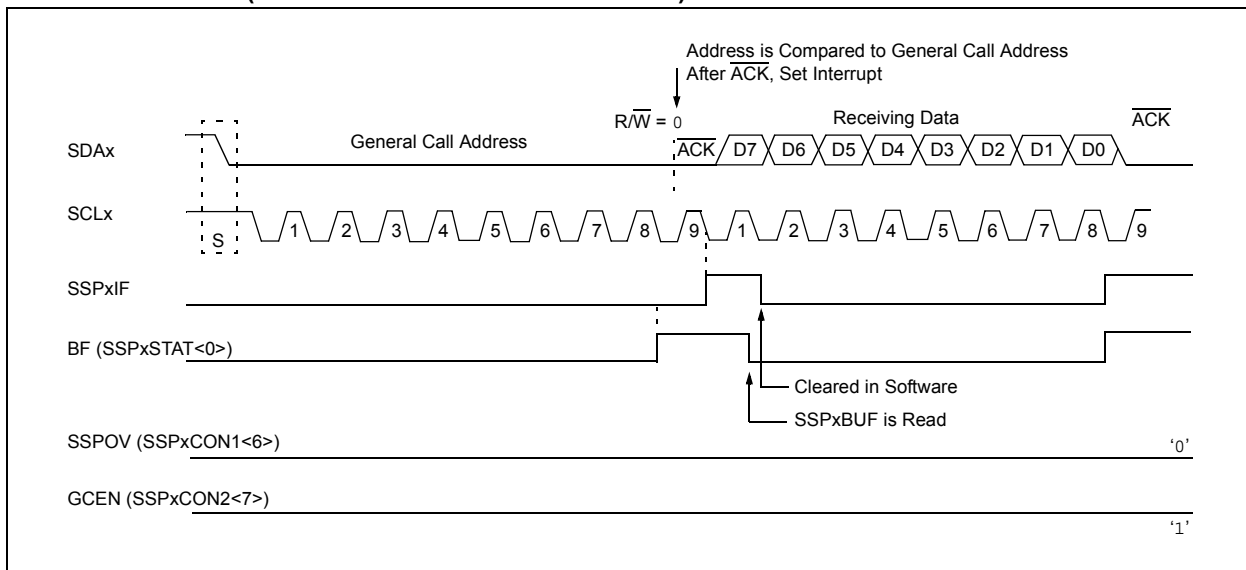 Address is Compared to General Call Address
After ACK, Set Interrupt
R/W = 0
Receiving Data
ACK
SDAx
General Call Address
ACK D7 D6 D5 D4 D3 D2 D1 D0
SCLx
S
1 2 3 4 5 6 7 8 9 1 2 3 4 5 6 7 8 9
SSPxIF
BF (SSPxSTAT<0>)
Cleared in Software
SSPxBUF is Read
SSPOV (SSPxCON1<6>)
‘0’
GCEN (SSPxCON2<7>)
‘1’